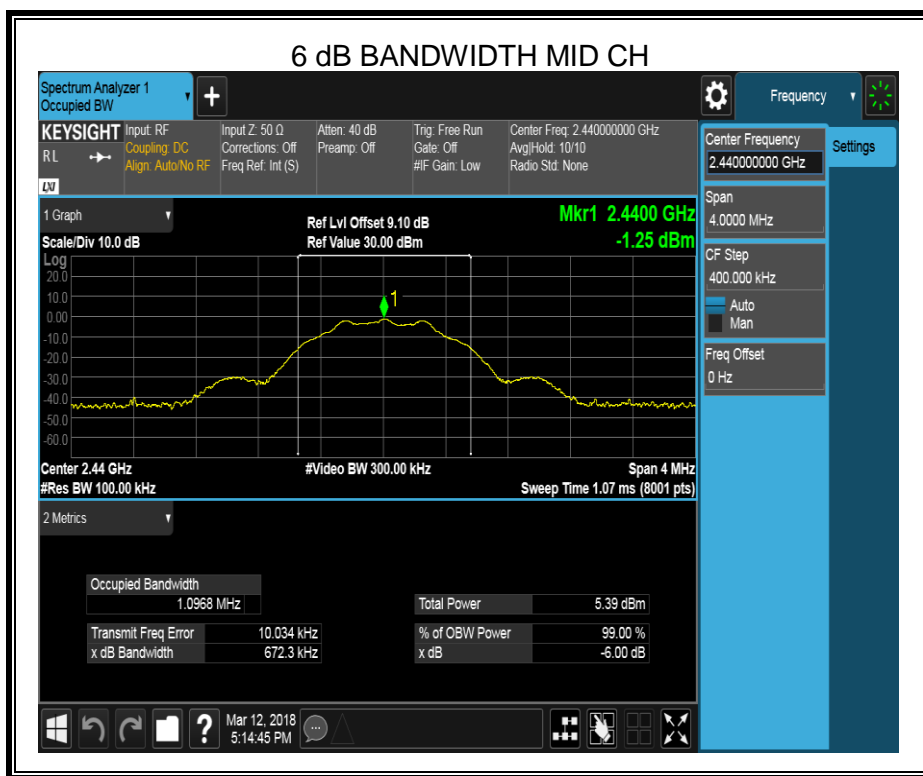 6 dB BANDWIDTH MID CH
Spectrum Analyzer 1
Occupied BW
Frequency
KEYSIGHT
RL
LXI
Input: RF
Coupling: DC
Align: Auto/No RF
Input Z: 50 Ω
Corrections: Off
Freq Ref: Int (S)
Atten: 40 dB
Preamp: Off
Trig: Free Run
Gate: Off
#IF Gain: Low
Center Freq: 2.440000000 GHz
Avg|Hold: 10/10
Radio Std: None
Center Frequency
2.440000000 GHz
Settings
Span
4.0000 MHz
CF Step
400.000 kHz
Auto
Man
Freq Offset
0 Hz
1 Graph
Scale/Div 10.0 dB
Ref Lvl Offset 9.10 dB
Ref Value 30.00 dBm
Mkr1 2.4400 GHz
-1.25 dBm
Log
20.0
10.0
0.00
-10.0
-20.0
-30.0
-40.0
-50.0
-60.0
1
Center 2.44 GHz
#Video BW 300.00 kHz
Span 4 MHz
#Res BW 100.00 kHz
Sweep Time 1.07 ms (8001 pts)
2 Metrics
Occupied Bandwidth
1.0968 MHz
Total Power 5.39 dBm
Transmit Freq Error 10.034 kHz
% of OBW Power 99.00 %
x dB Bandwidth 672.3 kHz
x dB -6.00 dB
Mar 12, 2018
5:14:45 PM